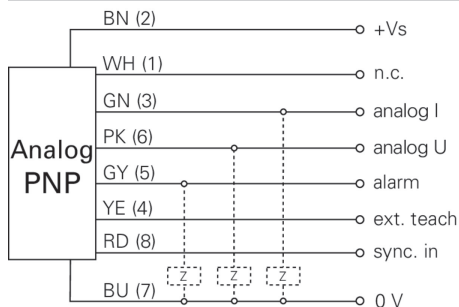 BN (2)
+Vs
WH (1)
n.c.
GN (3)
analog I
PK (6)
analog U
Analog
PNP
GY (5)
alarm
YE (4)
ext. teach
RD (8)
sync. in
Z Z Z
BU (7)
0 V